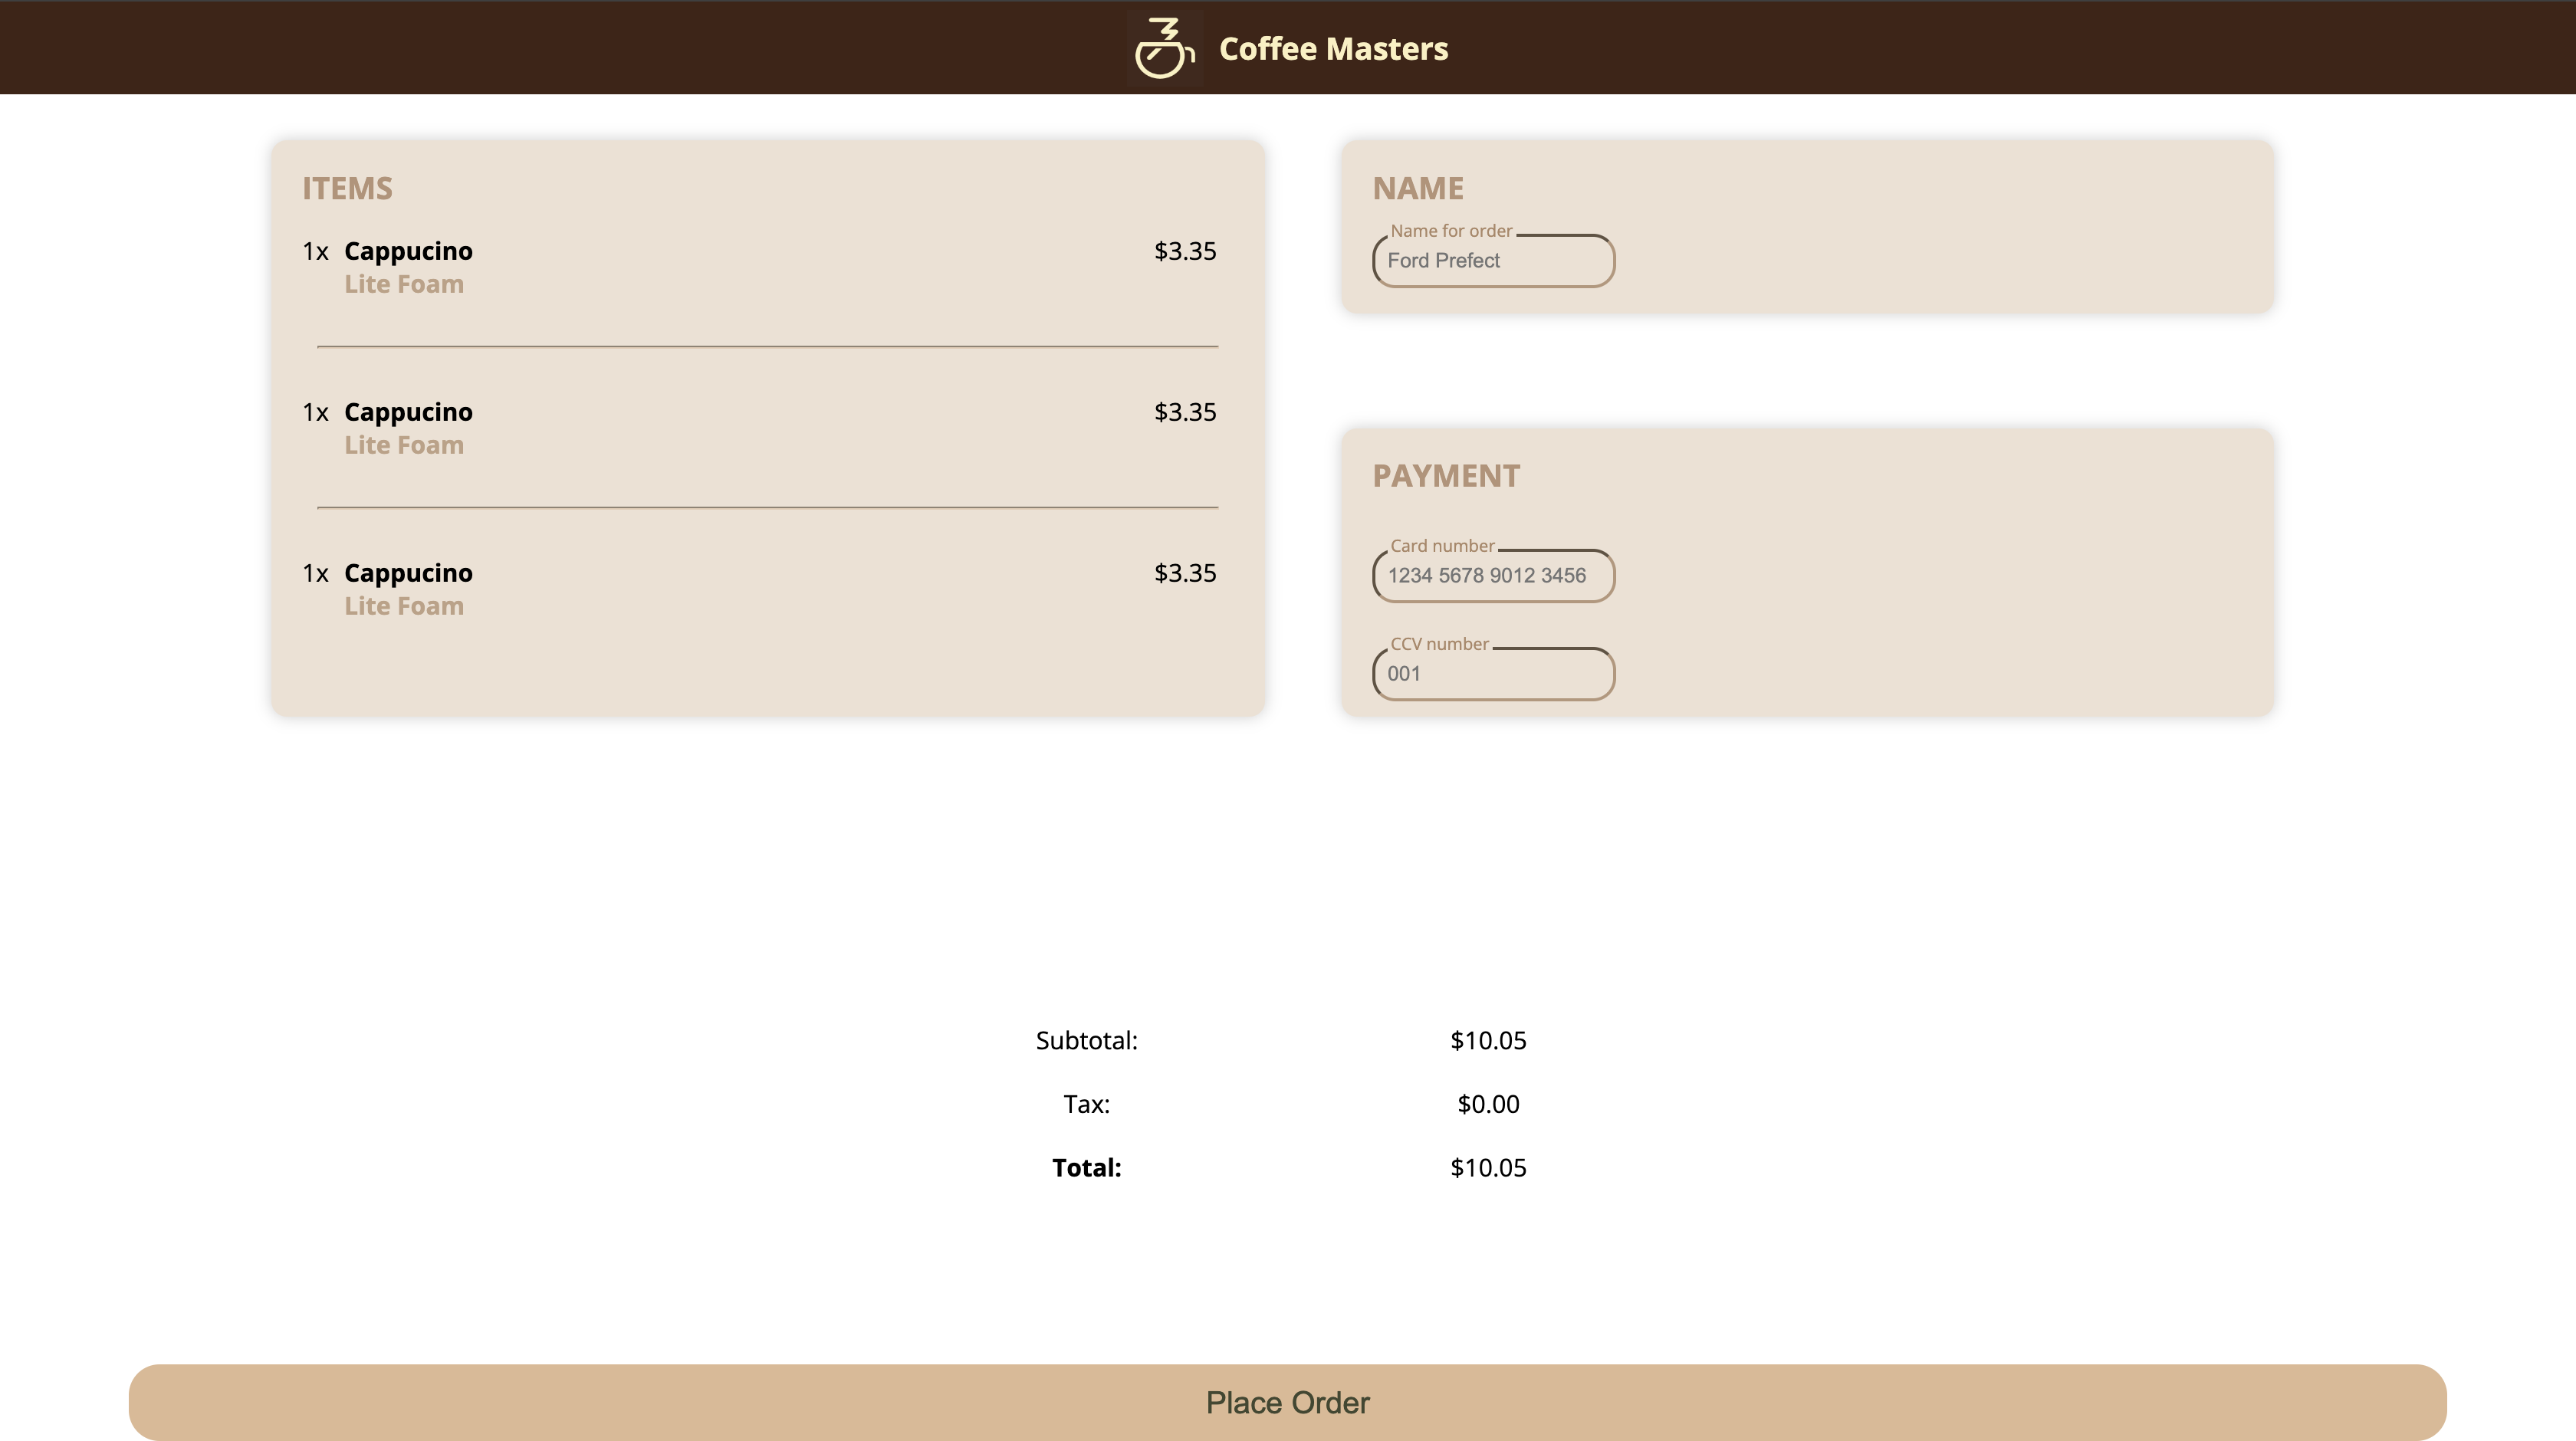 Coffee Masters
ITEMS
1x Cappucino $3.35
Lite Foam
1x Cappucino $3.35
Lite Foam
1x Cappucino $3.35
Lite Foam
NAME
Name for order
Ford Prefect
PAYMENT
Card number
1234 5678 9012 3456
CCV number
001
Subtotal: $10.05
Tax: $0.00
Total: $10.05
Place Order